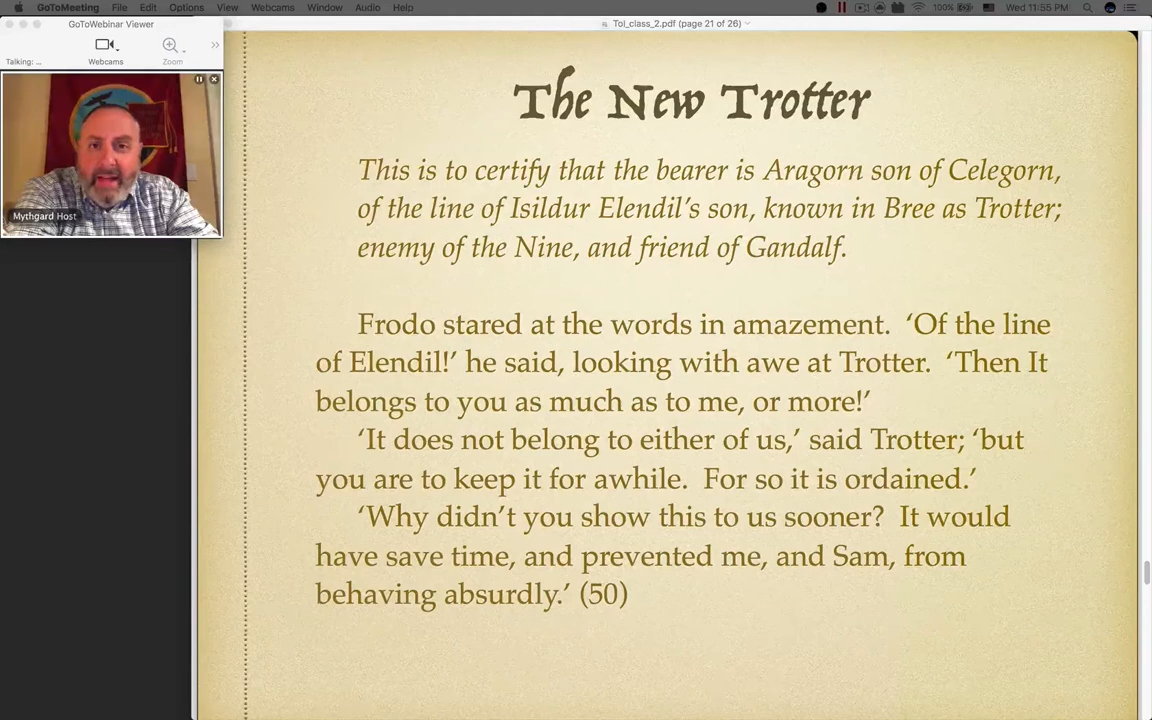 GoToMeeting File Edit Options View Webcams Window Audio Help 100% Wed 11:55 PM
GoToWebinar Viewer
ToI_class_2.pdf (page 21 of 26)
Talking: ...
Webcams
Zoom
Mythgard Host
The New Trotter
This is to certify that the bearer is Aragorn son of Celegorn,
of the line of Isildur Elendil's son, known in Bree as Trotter;
enemy of the Nine, and friend of Gandalf.
Frodo stared at the words in amazement. 'Of the line
of Elendil!' he said, looking with awe at Trotter. 'Then It
belongs to you as much as to me, or more!'
'It does not belong to either of us,' said Trotter; 'but
you are to keep it for awhile. For so it is ordained.'
'Why didn't you show this to us sooner? It would
have save time, and prevented me, and Sam, from
behaving absurdly.' (50)